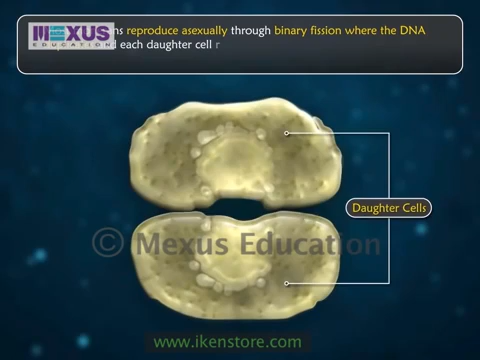 MEXUS
EDUCATION
reproduce asexually through binary fission where the DNA
each daughter cell
Daughter Cells
© Mexus Education
www.ikenstore.com